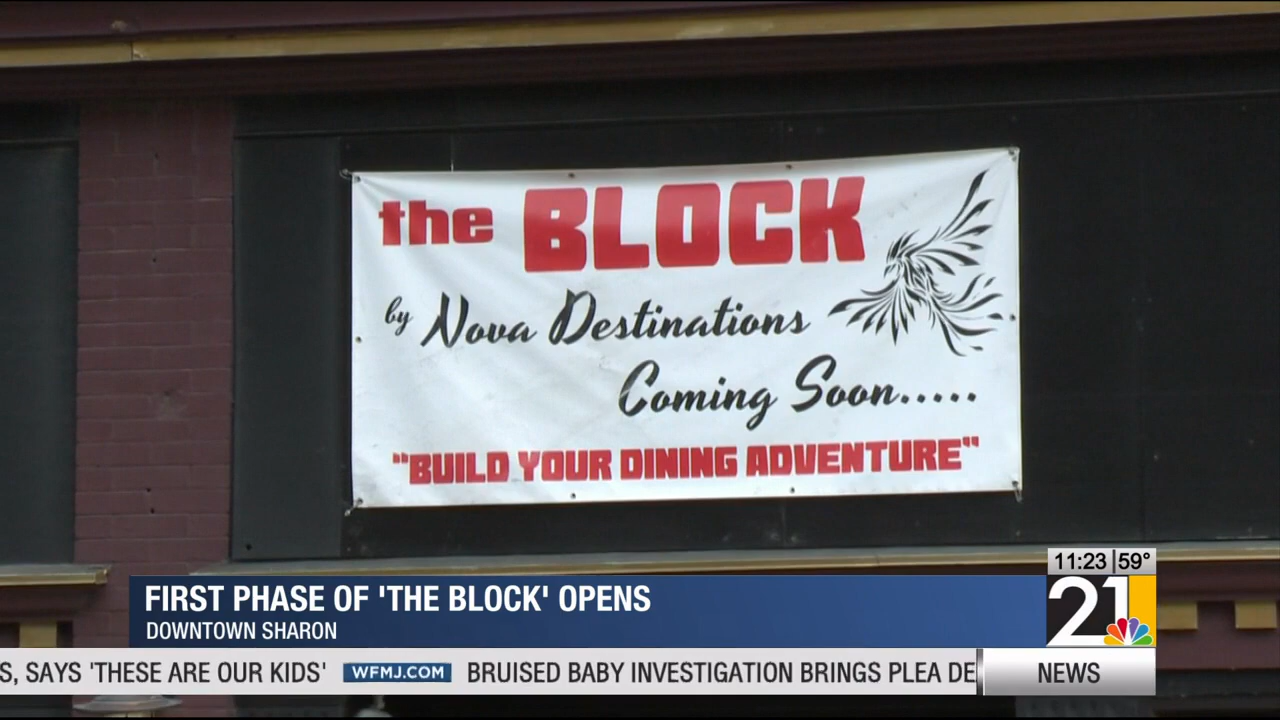 the BLOCK
by Nova Destinations
Coming Soon.....
"BUILD YOUR DINING ADVENTURE"
11:23 59°
FIRST PHASE OF 'THE BLOCK' OPENS
21
DOWNTOWN SHARON
S, SAYS 'THESE ARE OUR KIDS' WFMJ.COM BRUISED BABY INVESTIGATION BRINGS PLEA DE
NEWS